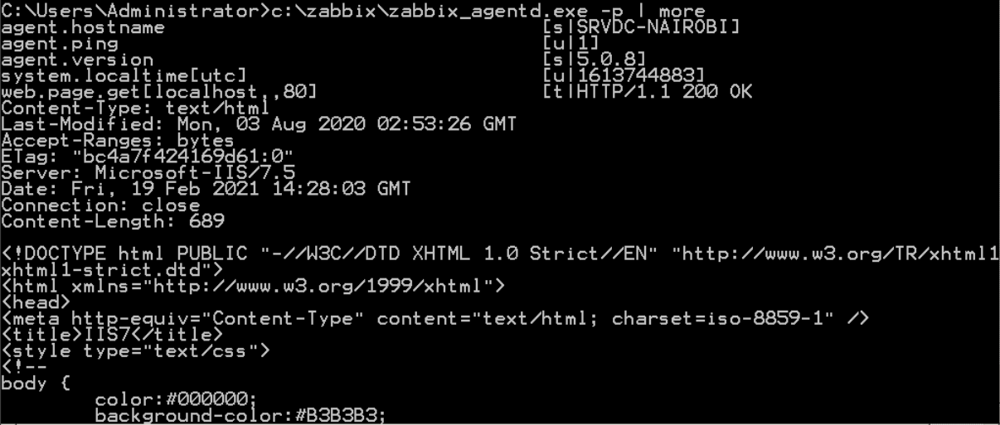 C:\Users\Administrator>c:\zabbix\zabbix_agentd.exe -p | more
agent.hostname                                [s|SRVDC-NAIROBI]
agent.ping                                    [u|1]
agent.version                                 [s|5.0.8]
system.localtime[utc]                         [u|1613744883]
web.page.get[localhost,,80]                   [t|HTTP/1.1 200 OK
Content-Type: text/html
Last-Modified: Mon, 03 Aug 2020 02:53:26 GMT
Accept-Ranges: bytes
ETag: "bc4a7f424169d61:0"
Server: Microsoft-IIS/7.5
Date: Fri, 19 Feb 2021 14:28:03 GMT
Connection: close
Content-Length: 689

<!DOCTYPE html PUBLIC "-//W3C//DTD XHTML 1.0 Strict//EN" "http://www.w3.org/TR/xhtml1
xhtml1-strict.dtd">
<html xmlns="http://www.w3.org/1999/xhtml">
<head>
<meta http-equiv="Content-Type" content="text/html; charset=iso-8859-1" />
<title>IIS7</title>
<style type="text/css">
<!--
body {
        color:#000000;
        background-color:#B3B3B3;